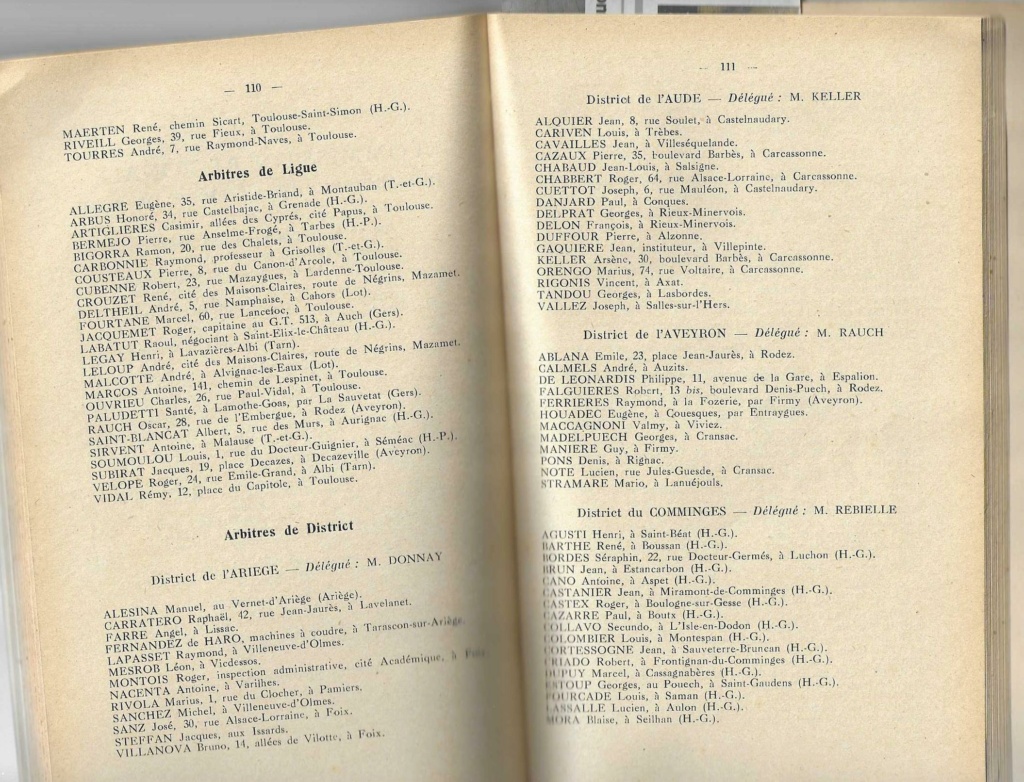 — 110 —
MAERTEN René, chemin Sicart, Toulouse-Saint-Simon (H.-G.).
RIVEILL Georges, 39, rue Fieux, à Toulouse.
TOURRES André, 7, rue Raymond-Naves, à Toulouse.
Arbitres de Ligue
ALLEGRE Eugène, 35, rue Aristide-Briand, à Montauban (T.-et-G.).
ARBUS Honoré, 34, rue Castelbajac, à Grenade (H.-G.).
ARTIGLIERES Casimir, allées des Cyprés, cité Papus, à Toulouse.
BERMEJO Pierre, rue Anselme-Frogé, à Tarbes (H.-P.).
BIGORRA Ramon, 20, rue des Chalets, à Toulouse.
CARBONNIE Raymond, professeur à Grisolles (T.-et-G.).
COUSTEAUX Pierre, 8, rue du Canon-d'Arcole, à Toulouse.
CUBENNE Robert, 23, rue Mazaygues, à Lardenne-Toulouse.
CROUZET René, cité des Maisons-Claires, route de Négrins, Mazamet.
DELTHEIL André, 5, rue Namphaise, à Cahors (Lot).
FOURTANE Marcel, 60, rue Lancefoc, à Toulouse.
JACQUEMET Roger, capitaine au G.T. 513, à Auch (Gers).
LABATUT Raoul, négociant à Saint-Elix-le-Château (H.-G.).
LEGAY Henri, à Lavazières-Albi (Tarn).
LELOUP André, cité des Maisons-Claires, route de Négrins, Mazamet.
MALCOTTE André, à Alvignac-les-Eaux (Lot).
MARCOS Antoine, 141, chemin de Lespinet, à Toulouse.
OUVRIEU Charles, 26, rue Paul-Vidal, à Toulouse.
PALUDETTI Santé, à Lamothe-Goas, par La Sauvetat (Gers).
RAUCH Oscar, 28, rue de l'Embergue, à Rodez (Aveyron).
SAINT-BLANCAT Albert, 5, rue des Murs, à Aurignac (H.-G.).
SIRVENT Antoine, à Malause (T.-et-G.).
SOUMOULOU Louis, 1, rue du Docteur-Guignier, à Séméac (H.-P.).
SUBIRAT Jacques, 19, place Decazes, à Decazeville (Aveyron).
VELOPE Roger, 24, rue Emile-Grand, à Albi (Tarn).
VIDAL Rémy, 12, place du Capitole, à Toulouse.
Arbitres de District
District de l'ARIEGE — Délégué : M. DONNAY
ALESINA Manuel, au Vernet-d'Ariège (Ariège).
CARRATERO Raphaël, 42, rue Jean-Jaurès, à Lavelanet.
FARRE Angel, à Lissac.
FERNANDEZ de HARO, machines à coudre, à Tarascon-sur-Ariège.
LAPASSET Raymond, à Villeneuve-d'Olmes.
MESROB Léon, à Vicdessos.
MONTOIS Roger, inspection administrative, cité Académique, à
NACENTA Antoine, à Varilhes.
RIVOLA Marius, 1, rue du Clocher, à Pamiers.
SANCHEZ Michel, à Villeneuve-d'Olmes.
SANZ José, 30, rue Alsace-Lorraine, à Foix.
STEFFAN Jacques, aux Issards.
VILLANOVA Bruno, 14, allées de Vilotte, à Foix.
— 111 —
District de l'AUDE — Délégué : M. KELLER
ALQUIER Jean, 8, rue Soulet, à Castelnaudary.
CARIVEN Louis, à Trèbes.
CAVAILLES Jean, à Villeséquelande.
CAZAUX Pierre, 35, boulevard Barbès, à Carcassonne.
CHABAUD Jean-Louis, à Salsigne.
CHABBERT Roger, 64, rue Alsace-Lorraine, à Carcassonne.
CUETTOT Joseph, 6, rue Mauléon, à Castelnaudary.
DANJARD Paul, à Conques.
DELPRAT Georges, à Rieux-Minervois.
DELON François, à Rieux-Minervois.
DUFFOUR Pierre, à Alzonne.
GAQUIERE Jean, instituteur, à Villepinte.
KELLER Arsène, 30, boulevard Barbès, à Carcassonne.
ORENGO Marius, 74, rue Voltaire, à Carcassonne.
RIGONIS Vincent, à Axat.
TANDOU Georges, à Lasbordes.
VALLEZ Joseph, à Salles-sur-l'Hers.
District de l'AVEYRON — Délégué : M. RAUCH
ABLANA Emile, 23, place Jean-Jaurès, à Rodez.
CALMELS André, à Auzits.
DE LEONARDIS Philippe, 11, avenue de la Gare, à Espalion.
FALGUIERES Robert, 13 bis, boulevard Denis-Puech, à Rodez.
FERRIERES Raymond, à la Fozerie, par Firmy (Aveyron).
HOUADEC Eugène, à Couesques, par Entraygues.
MACCAGNONI Valmy, à Viviez.
MADELPUECH Georges, à Cransac.
MANIERE Guy, à Firmy.
PONS Denis, à Rignac.
NOTE Lucien, rue Jules-Guesde, à Cransac.
STRAMARE Mario, à Lanuéjouls.
District du COMMINGES — Délégué : M. REBIELLE
AGUSTI Henri, à Saint-Béat (H.-G.).
BARTHE René, à Boussan (H.-G.).
BORDES Séraphin, 22, rue Docteur-Germés, à Luchon (H.-G.).
BRUN Jean, à Estancarbon (H.-G.).
CANO Antoine, à Aspet (H.-G.).
CASTANIER Jean, à Miramont-de-Comminges (H.-G.).
CASTEX Roger, à Boulogne-sur-Gesse (H.-G.).
CAZARRE Paul, à Boutx (H.-G.).
COLLAVO Secundo, à L'Isle-en-Dodon (H.-G.).
COLOMBIER Louis, à Montespan (H.-G.).
CORTESSOGNE Jean, à Sauveterre-Bruncan (H.-G.).
CRIADO Robert, à Frontignan-du-Comminges (H.-G.).
DUPUY Marcel, à Cassagnabères (H.-G.).
ESTOUP Georges, au Pouech, à Saint-Gaudens (H.-G.).
FOURCADE Louis, à Saman (H.-G.).
LASSALLE Lucien, à Aulon (H.-G.).
MORA Blaise, à Seilhan (H.-G.).